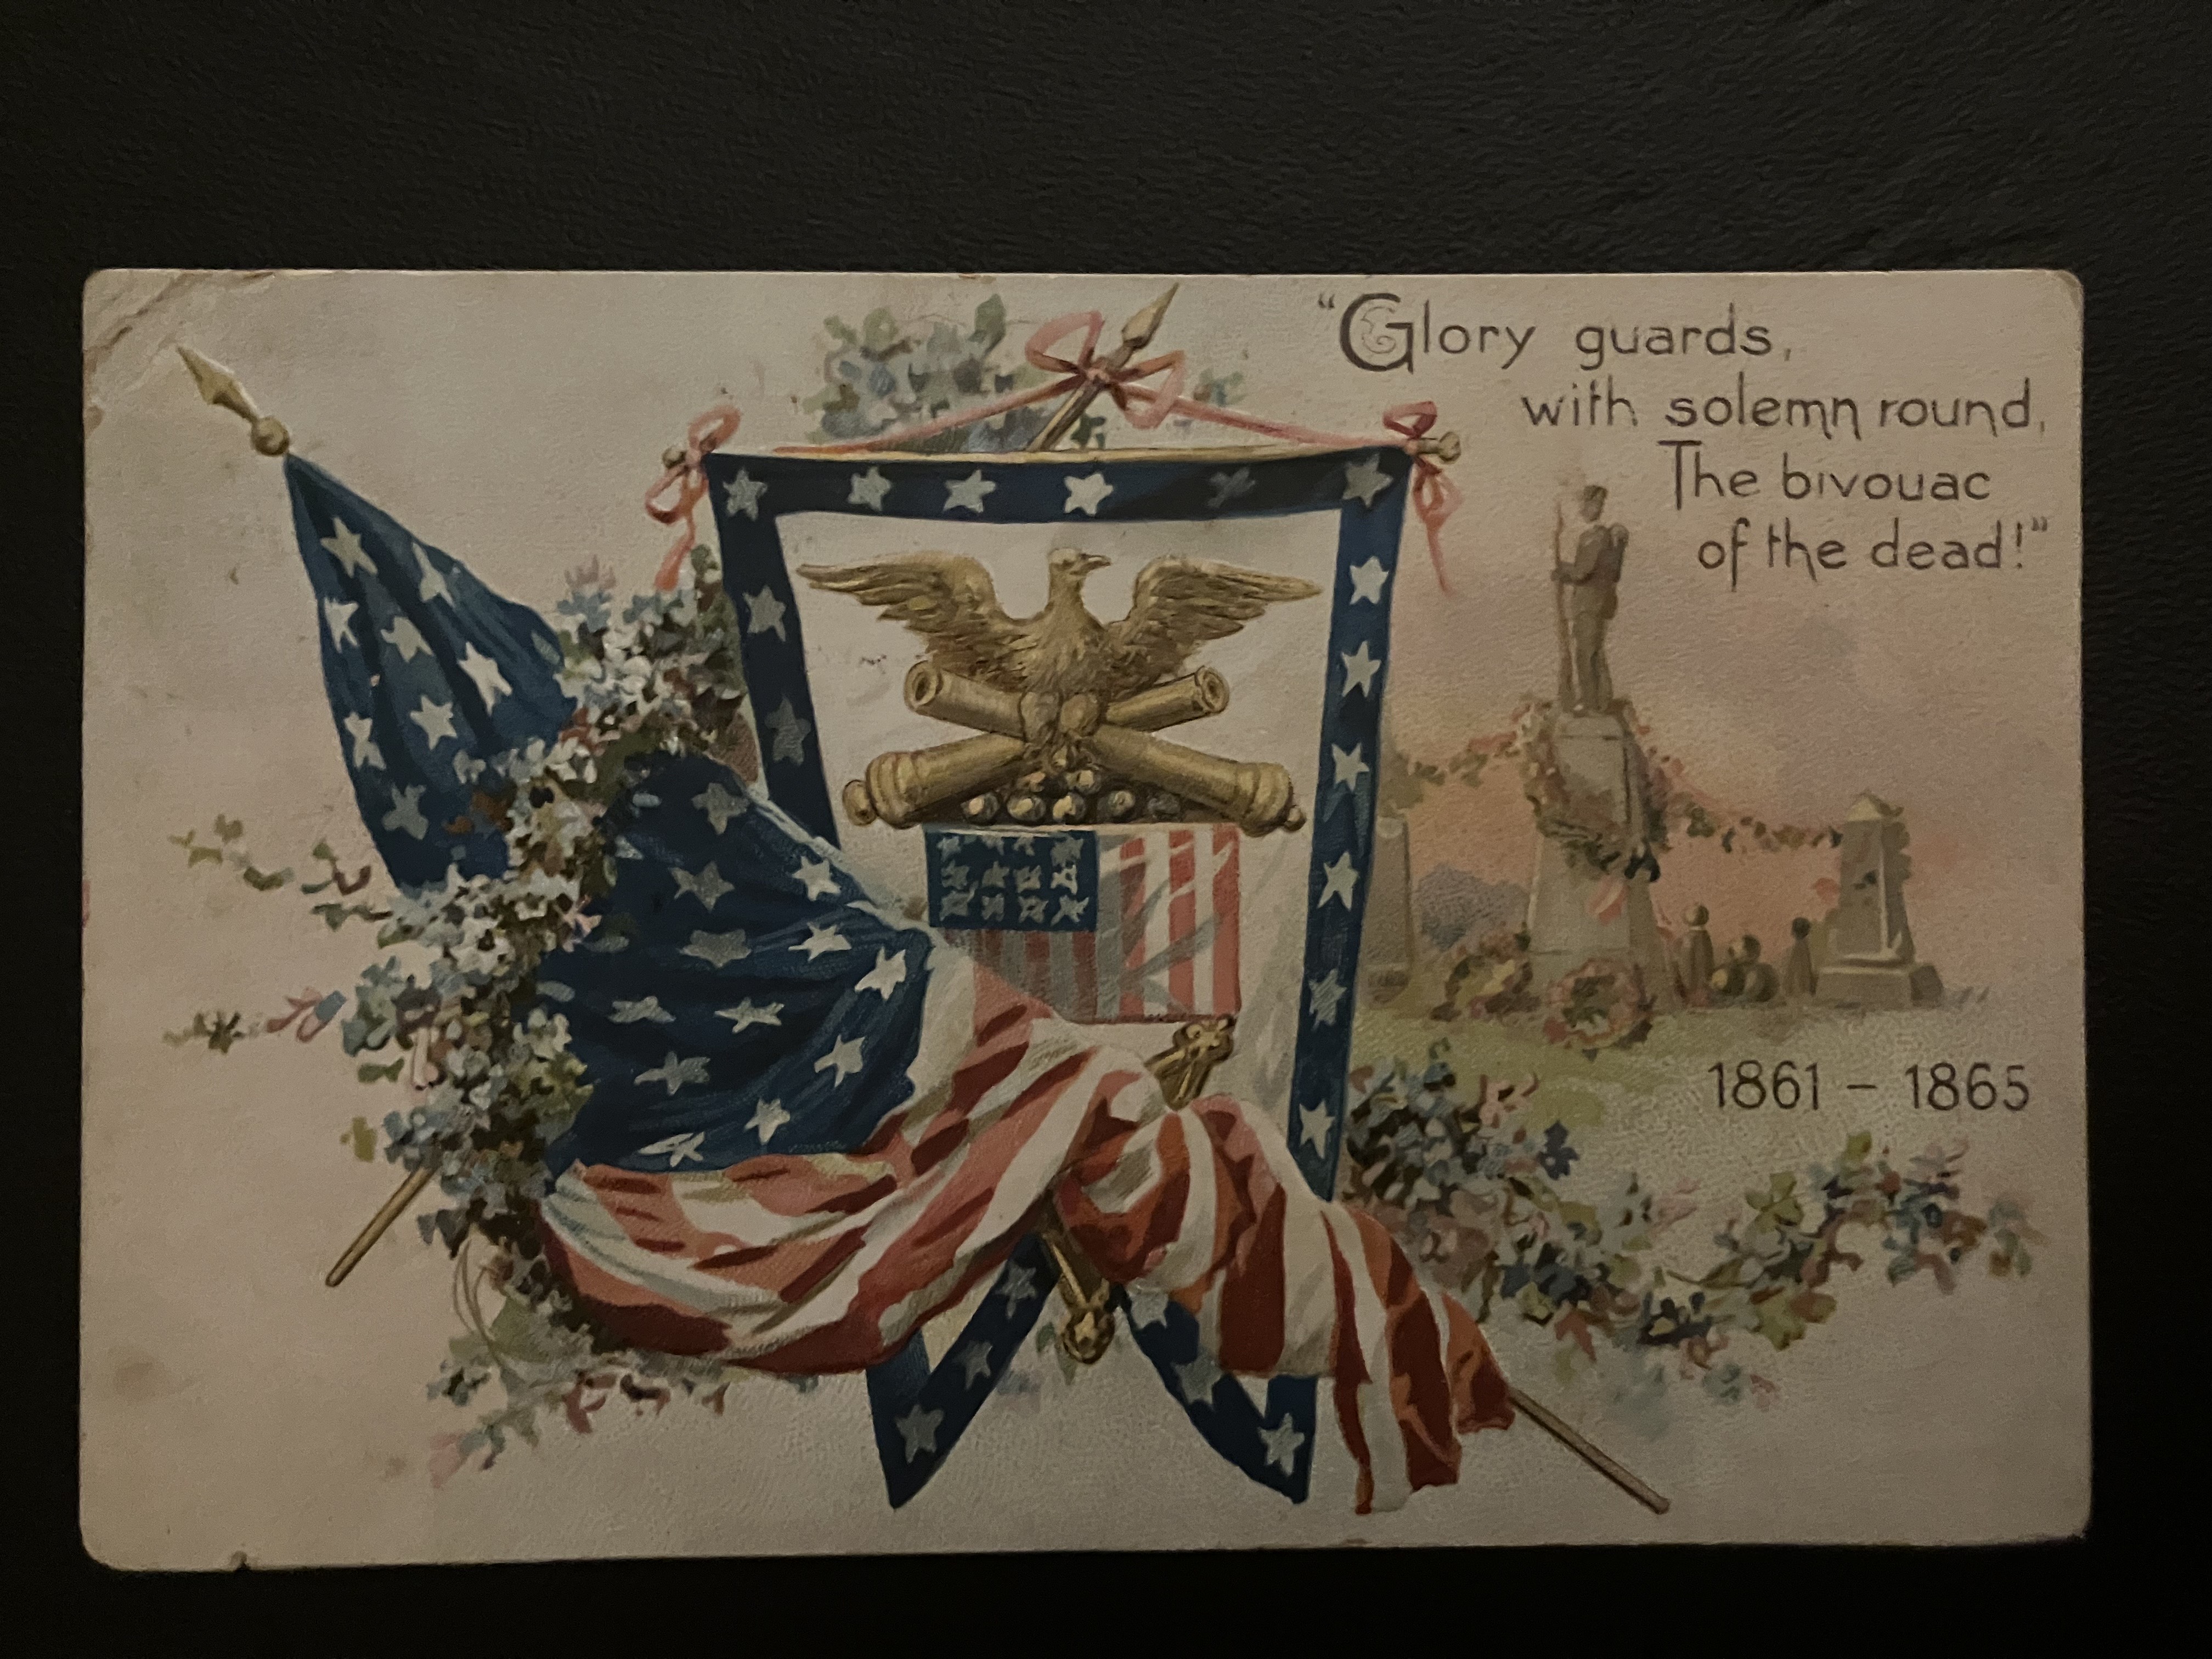 "Glory guards,
with solemn round,
The bivouac
of the dead!"
1861 – 1865